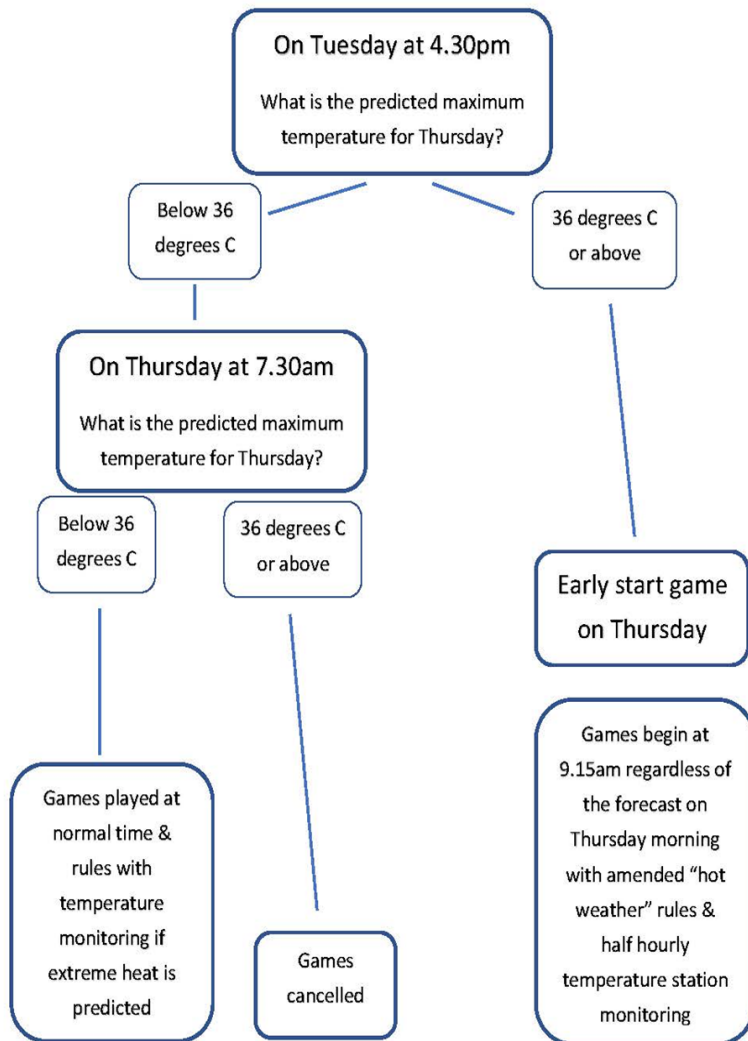 On Tuesday at 4.30pm
What is the predicted maximum
temperature for Thursday?
Below 36
degrees C
36 degrees C
or above
On Thursday at 7.30am
What is the predicted maximum
temperature for Thursday?
Below 36
degrees C
36 degrees C
or above
Early start game
on Thursday
Games played at
normal time &
rules with
temperature
monitoring if
extreme heat is
predicted
Games
cancelled
Games begin at
9.15am regardless of
the forecast on
Thursday morning
with amended “hot
weather” rules &
half hourly
temperature station
monitoring